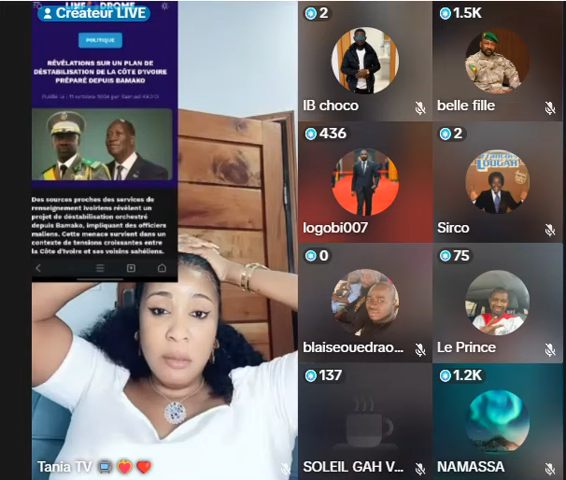 Créateur LIVE
POLITIQUE
RÉVÉLATIONS SUR UN PLAN DE
DÉSTABILISATION DE LA CÔTE D'IVOIRE
PRÉPARÉ DEPUIS BAMAKO
Des sources proches des services de
renseignement ivoiriens révèlent un
projet de déstabilisation orchestré
depuis Bamako, impliquant des officiers
maliens. Cette menace survient dans un
contexte de tensions croissantes entre
la Côte d'Ivoire et ses voisins sahéliens.
Tania TV
2
IB choco
1.5K
belle fille
436
logobi007
2
LOUGAH
Sirco
0
blaiseouedrao...
75
Le Prince
137
SOLEIL GAH V...
1.2K
NAMASSA